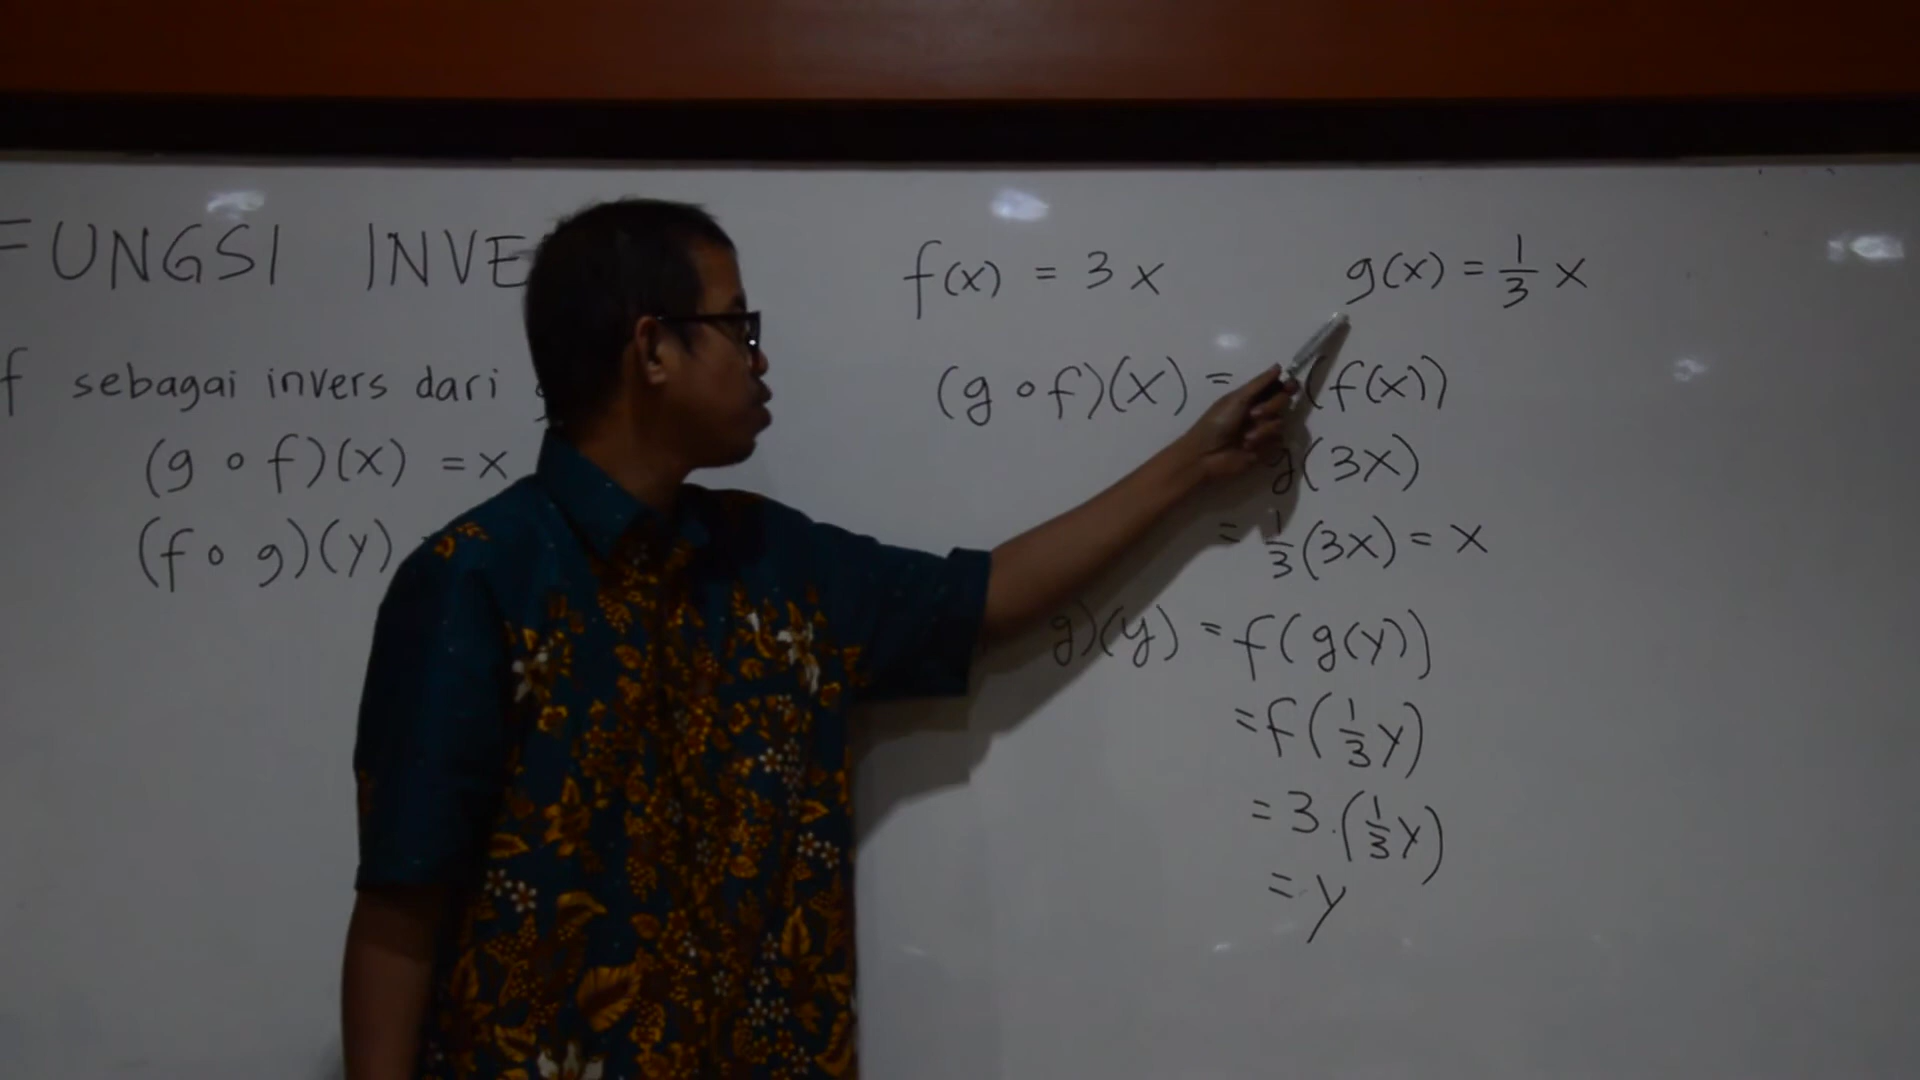 FUNGSI INVE
f sebagai invers dari
(g ∘ f)(x) = x
(f ∘ g)(y)
f(x) = 3x
g(x) = 1/3 x
(g ∘ f)(x) = (f(x))
g(3x)
= 1/3(3x) = x
g)(y) = f(g(y))
= f(1/3 y)
= 3.(1/3 y)
= y